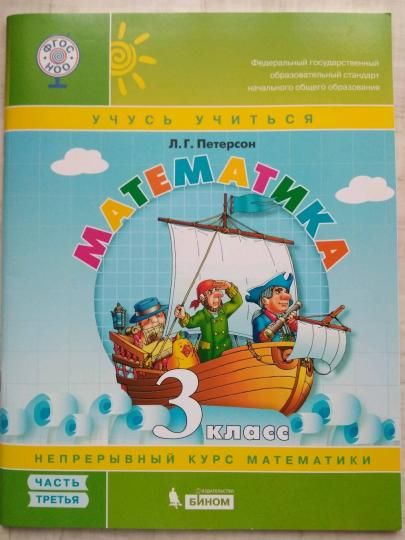 ФГОС
НОО
Федеральный государственный
образовательный стандарт
начального общего образования
УЧУСЬ УЧИТЬСЯ
Л. Г. Петерсон
МАТЕМАТИКА
3 класс
НЕПРЕРЫВНЫЙ КУРС МАТЕМАТИКИ
ЧАСТЬ
ТРЕТЬЯ
ИЗДАТЕЛЬСТВО
БИНОМ